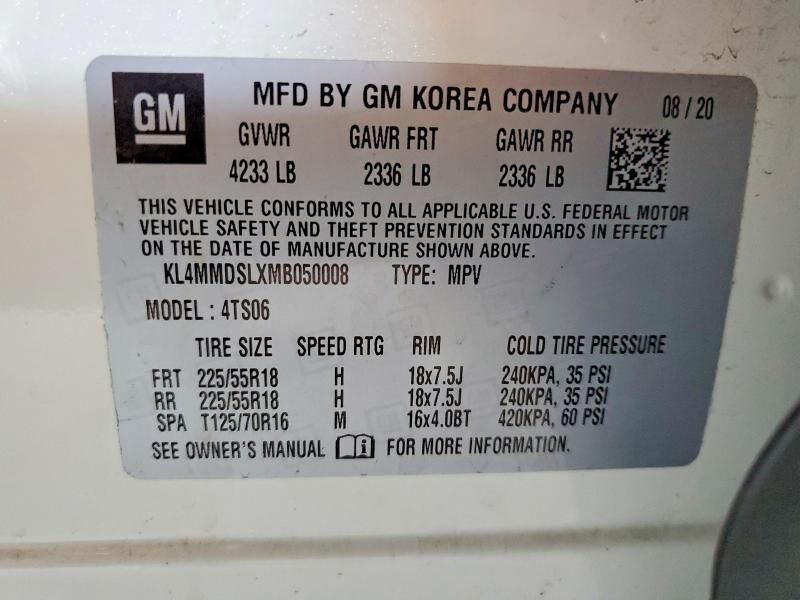 GM MFD BY GM KOREA COMPANY 08 / 20
GVWR GAWR FRT GAWR RR
4233 LB 2336 LB 2336 LB
THIS VEHICLE CONFORMS TO ALL APPLICABLE U.S. FEDERAL MOTOR
VEHICLE SAFETY AND THEFT PREVENTION STANDARDS IN EFFECT
ON THE DATE OF MANUFACTURE SHOWN ABOVE.
KL4MMDSLXMB050008 TYPE: MPV
MODEL : 4TS06
TIRE SIZE SPEED RTG RIM COLD TIRE PRESSURE
FRT 225/55R18 H 18x7.5J 240KPA, 35 PSI
RR 225/55R18 H 18x7.5J 240KPA, 35 PSI
SPA T125/70R16 M 16x4.0BT 420KPA, 60 PSI
SEE OWNER'S MANUAL FOR MORE INFORMATION.